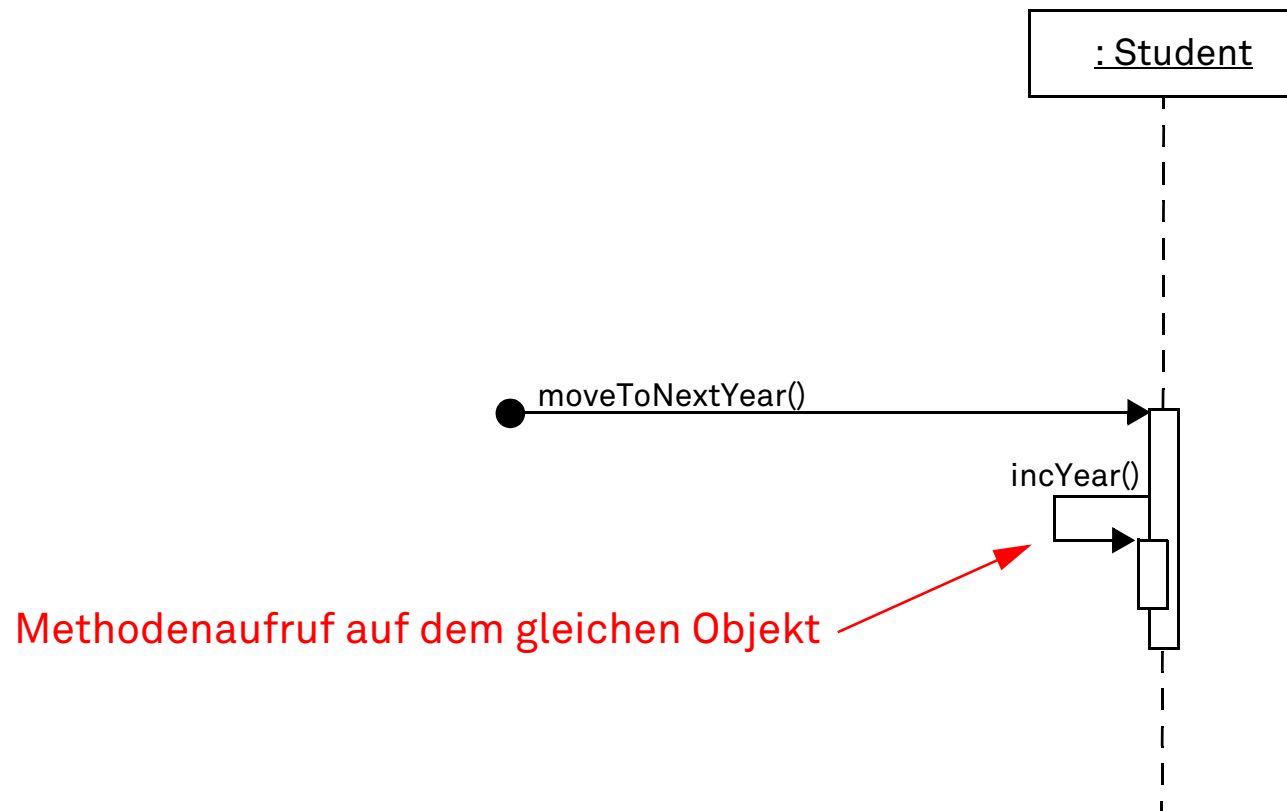 : Student
moveToNextYear()
incYear()
Methodenaufruf auf dem gleichen Objekt